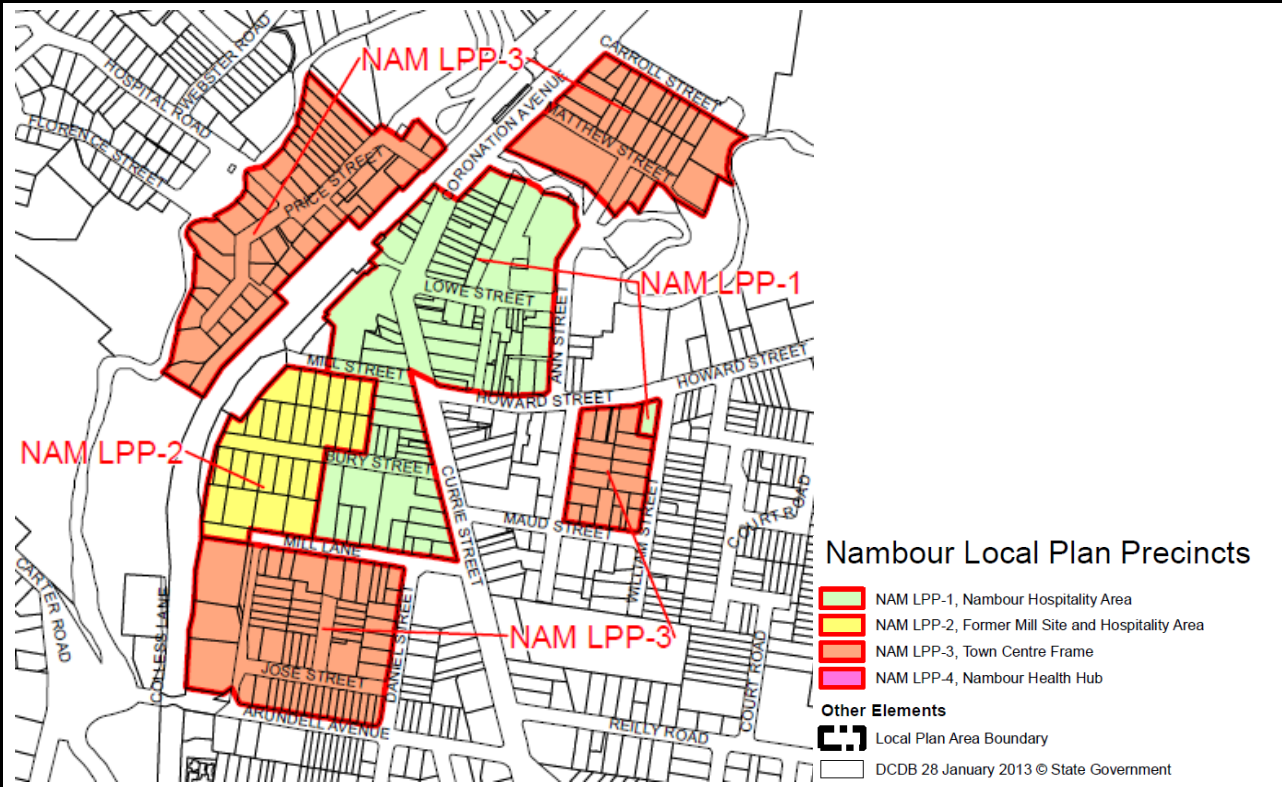 NAM LPP-3
CARROLL STREET
WEBSTER ROAD
HOSPITAL ROAD
CORONATION AVENUE
MATTHEW STREET
FLORENCE STREET
PRICE STREET
NAM LPP-1
LOWE STREET
ANN STREET
MILL STREET
HOWARD STREET
HOWARD STREET
NAM LPP-2
BURY STREET
CURRIE STREET
MAUD STREET
WILLIAM STREET
COURT ROAD
MILL LANE
CARTER ROAD
COLLESS LANE
DANIEL STREET
NAM LPP-3
JOSE STREET
COURT ROAD
ARUNDELL AVENUE
REILLY ROAD
Nambour Local Plan Precincts
NAM LPP-1, Nambour Hospitality Area
NAM LPP-2, Former Mill Site and Hospitality Area
NAM LPP-3, Town Centre Frame
NAM LPP-4, Nambour Health Hub
Other Elements
Local Plan Area Boundary
DCDB 28 January 2013 © State Government